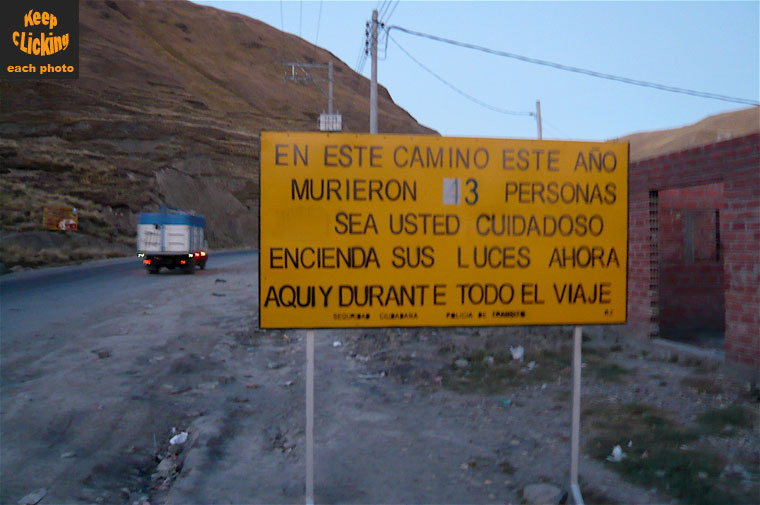 Keep
cLicking
each photo
EN ESTE CAMINO ESTE AÑO
MURIERON 13 PERSONAS
SEA USTED CUIDADOSO
ENCIENDA SUS LUCES AHORA
AQUI Y DURANTE TODO EL VIAJE
SEGURIDAD CIUDADANA POLICIA DE TRANSITO